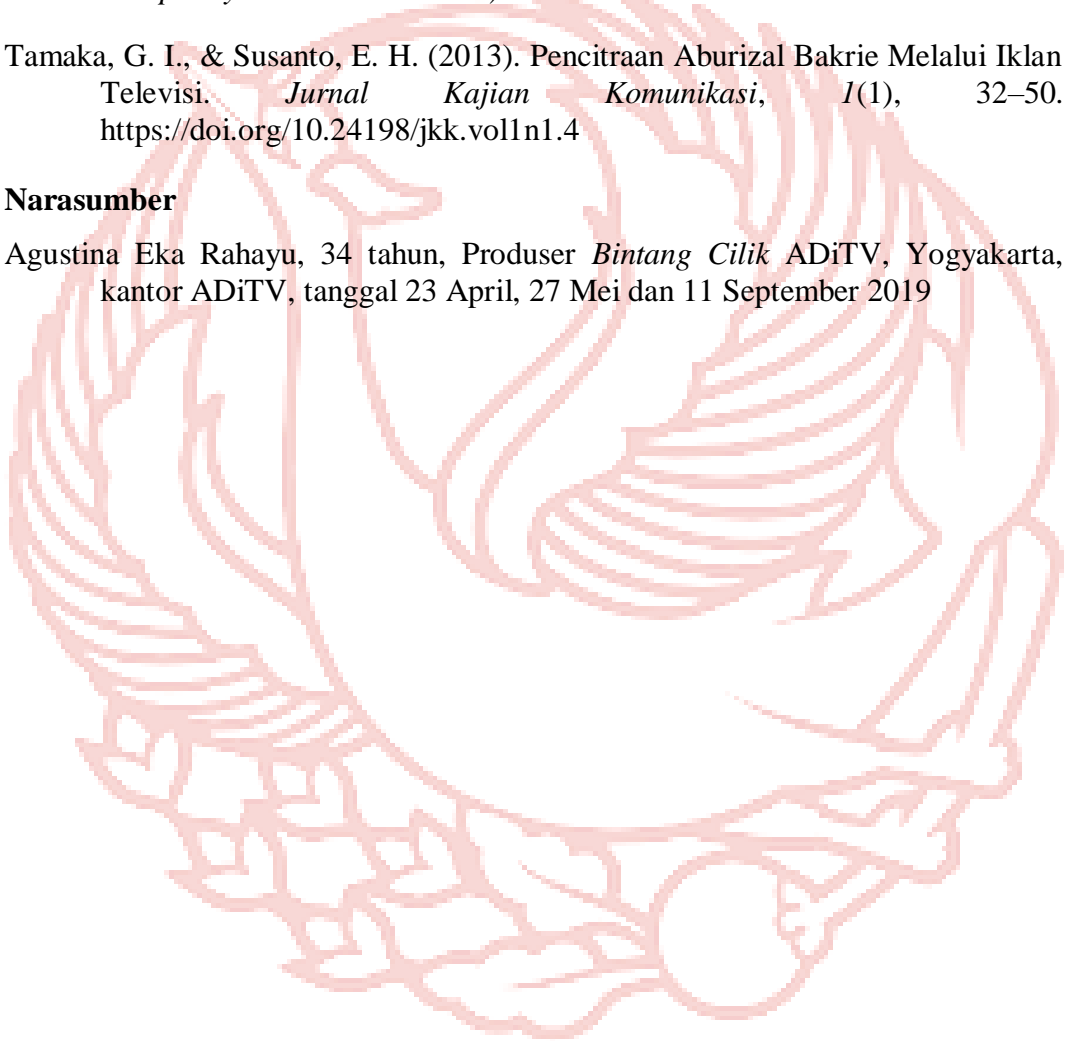 Tamaka, G. I., & Susanto, E. H. (2013). Pencitraan Aburizal Bakrie Melalui Iklan
Televisi. Jurnal Kajian Komunikasi, 1(1), 32–50.
https://doi.org/10.24198/jkk.vol1n1.4
Narasumber
Agustina Eka Rahayu, 34 tahun, Produser Bintang Cilik ADiTV, Yogyakarta,
kantor ADiTV, tanggal 23 April, 27 Mei dan 11 September 2019